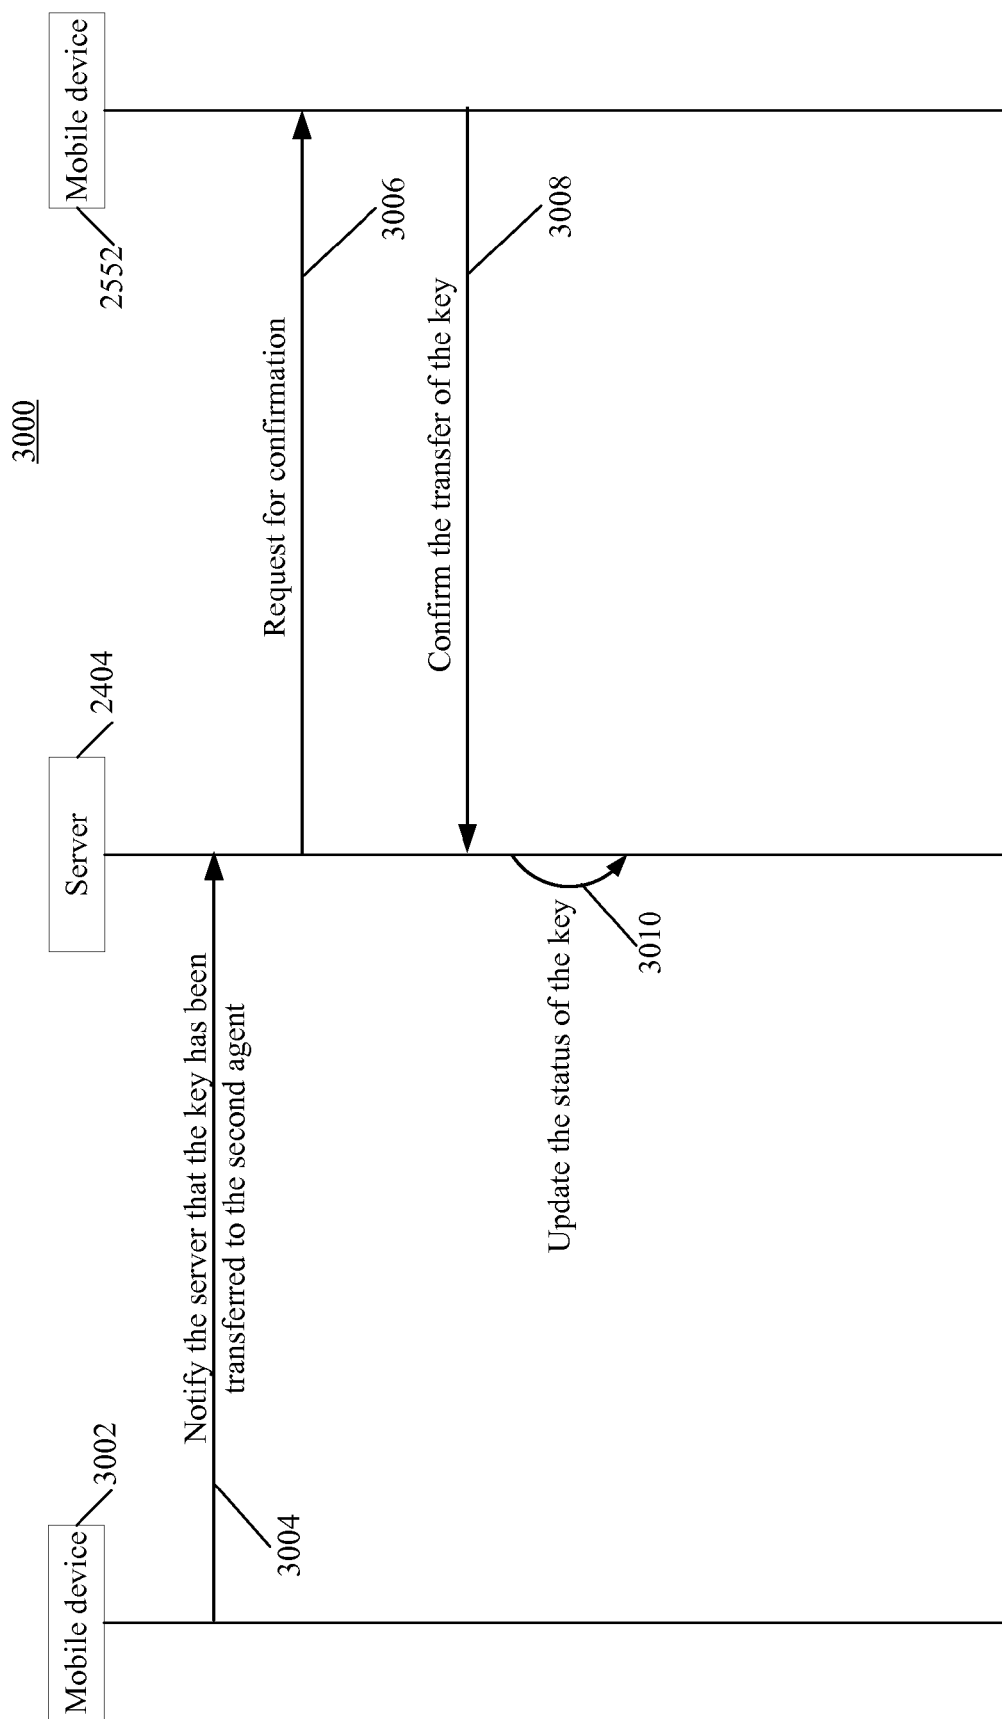 3000
Mobile device
3002
Server
2404
Mobile device
2552
Notify the server that the key has been
transferred to the second agent
3004
Request for confirmation
3006
Confirm the transfer of the key
3008
Update the status of the key
3010